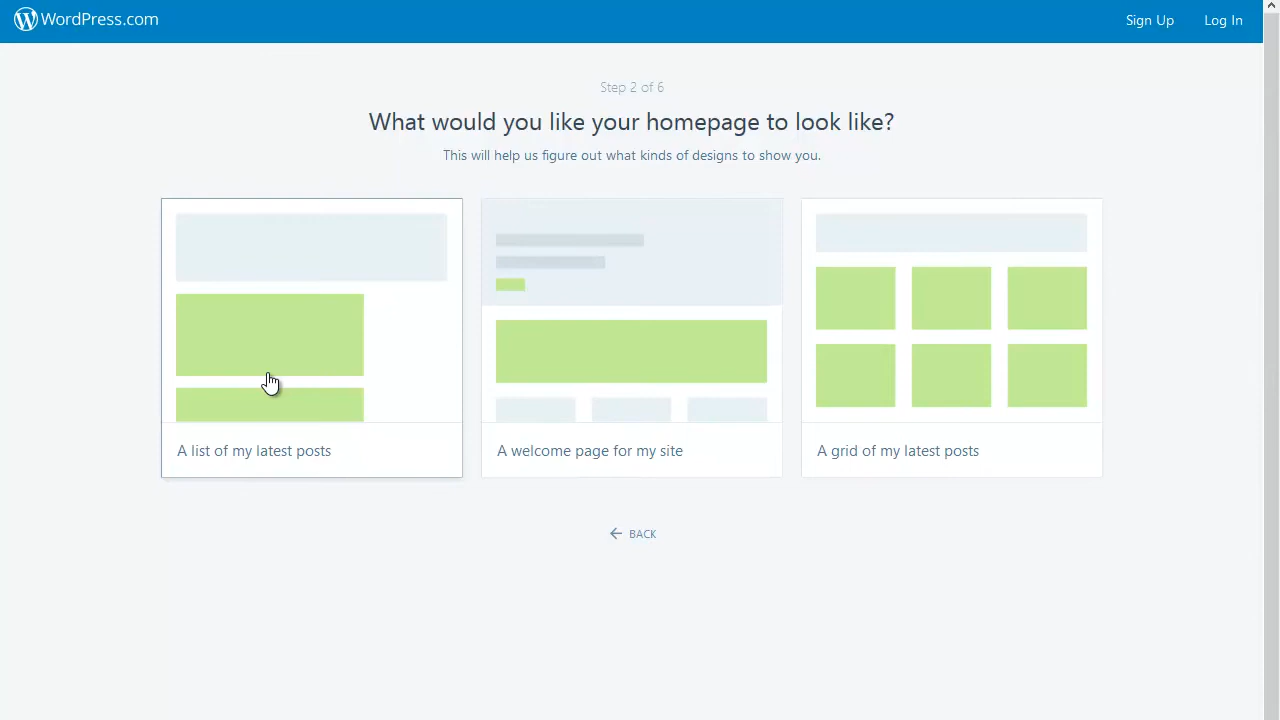 WordPress.com
Sign Up
Log In
Step 2 of 6
What would you like your homepage to look like?
This will help us figure out what kinds of designs to show you.
A list of my latest posts
A welcome page for my site
A grid of my latest posts
BACK